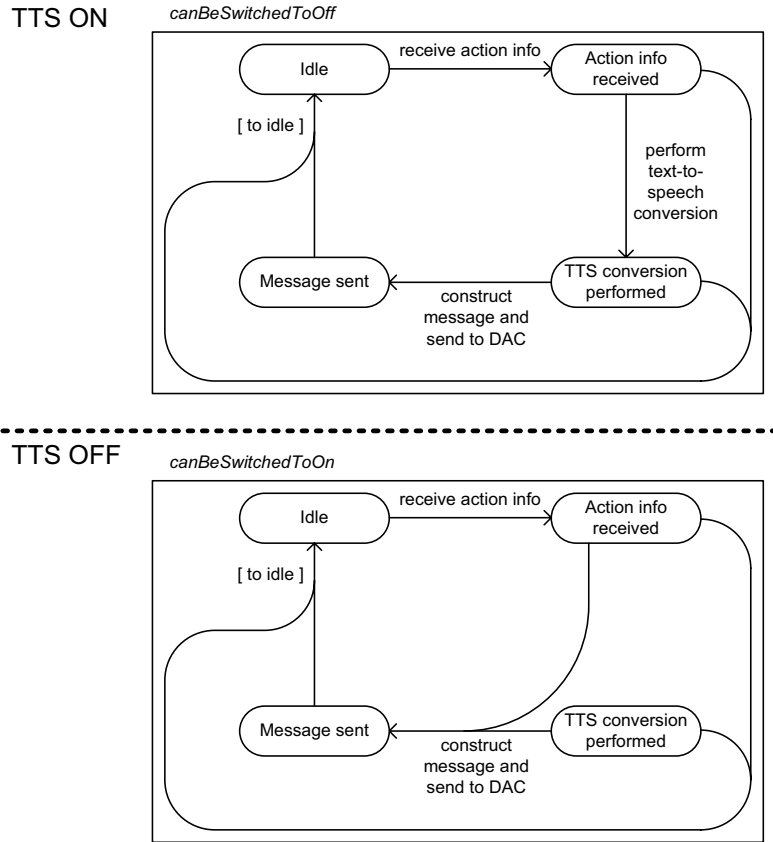 TTS ON
canBeSwitchedToOff
Idle
receive action info
Action info
received
[ to idle ]
perform
text-to-
speech
conversion
Message sent
construct
message and
send to DAC
TTS conversion
performed
TTS OFF
canBeSwitchedToOn
Idle
receive action info
Action info
received
[ to idle ]
Message sent
construct
message and
send to DAC
TTS conversion
performed